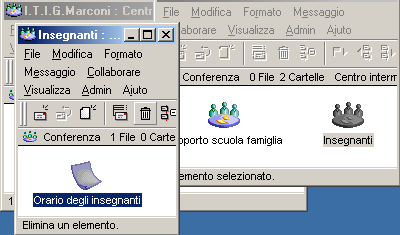 I.T.I.G.Marconi : Centr
File Modifica Formato
Messaggio
Collaborare
Visualizza Admin Aiuto
Conferenza 0 File 2 Cartelle Centro interm
pporto scuola famiglia
Insegnanti
emento selezionato.
Insegnanti : ...
File Modifica Formato
Messaggio Collaborare
Visualizza Admin Aiuto
Conferenza 1 File 0 Carte
Orario degli insegnanti
Elimina un elemento.
1